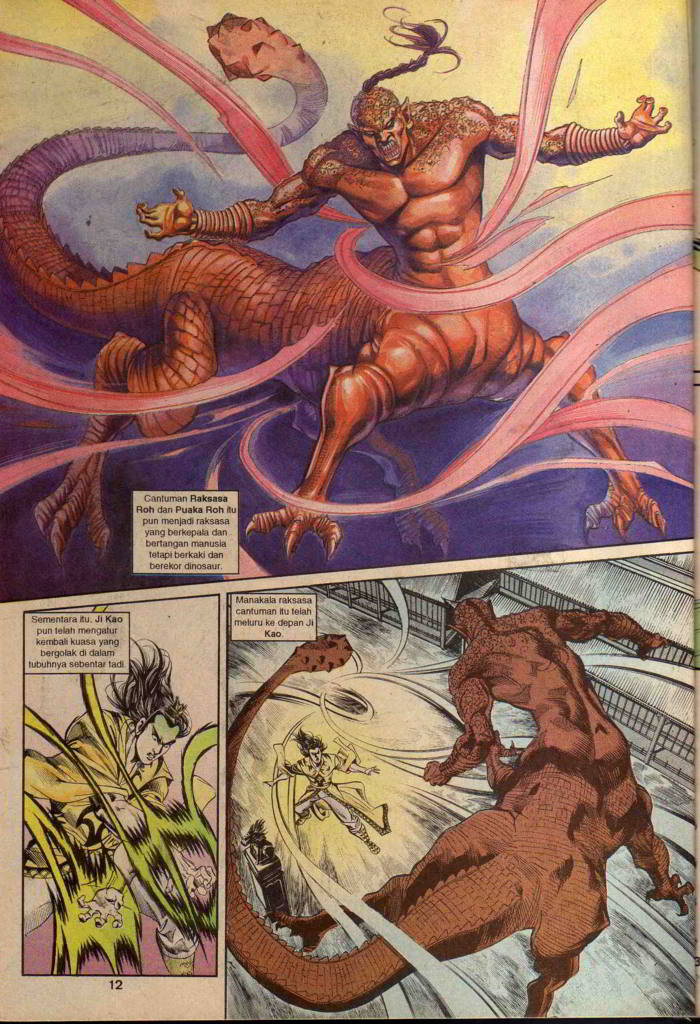 Cantuman Raksasa
Roh dan Puaka Roh itu
pun menjadi raksasa
yang berkepala dan
bertangan manusia
tetapi berkaki dan
berekor dinosaur.
Sementara itu, Ji Kao
pun telah mengatur
kembali kuasa yang
bergolak di dalam
tubuhnya sebentar tadi.
Manakala raksasa
cantuman itu telah
meluru ke depan Ji
Kao.
12